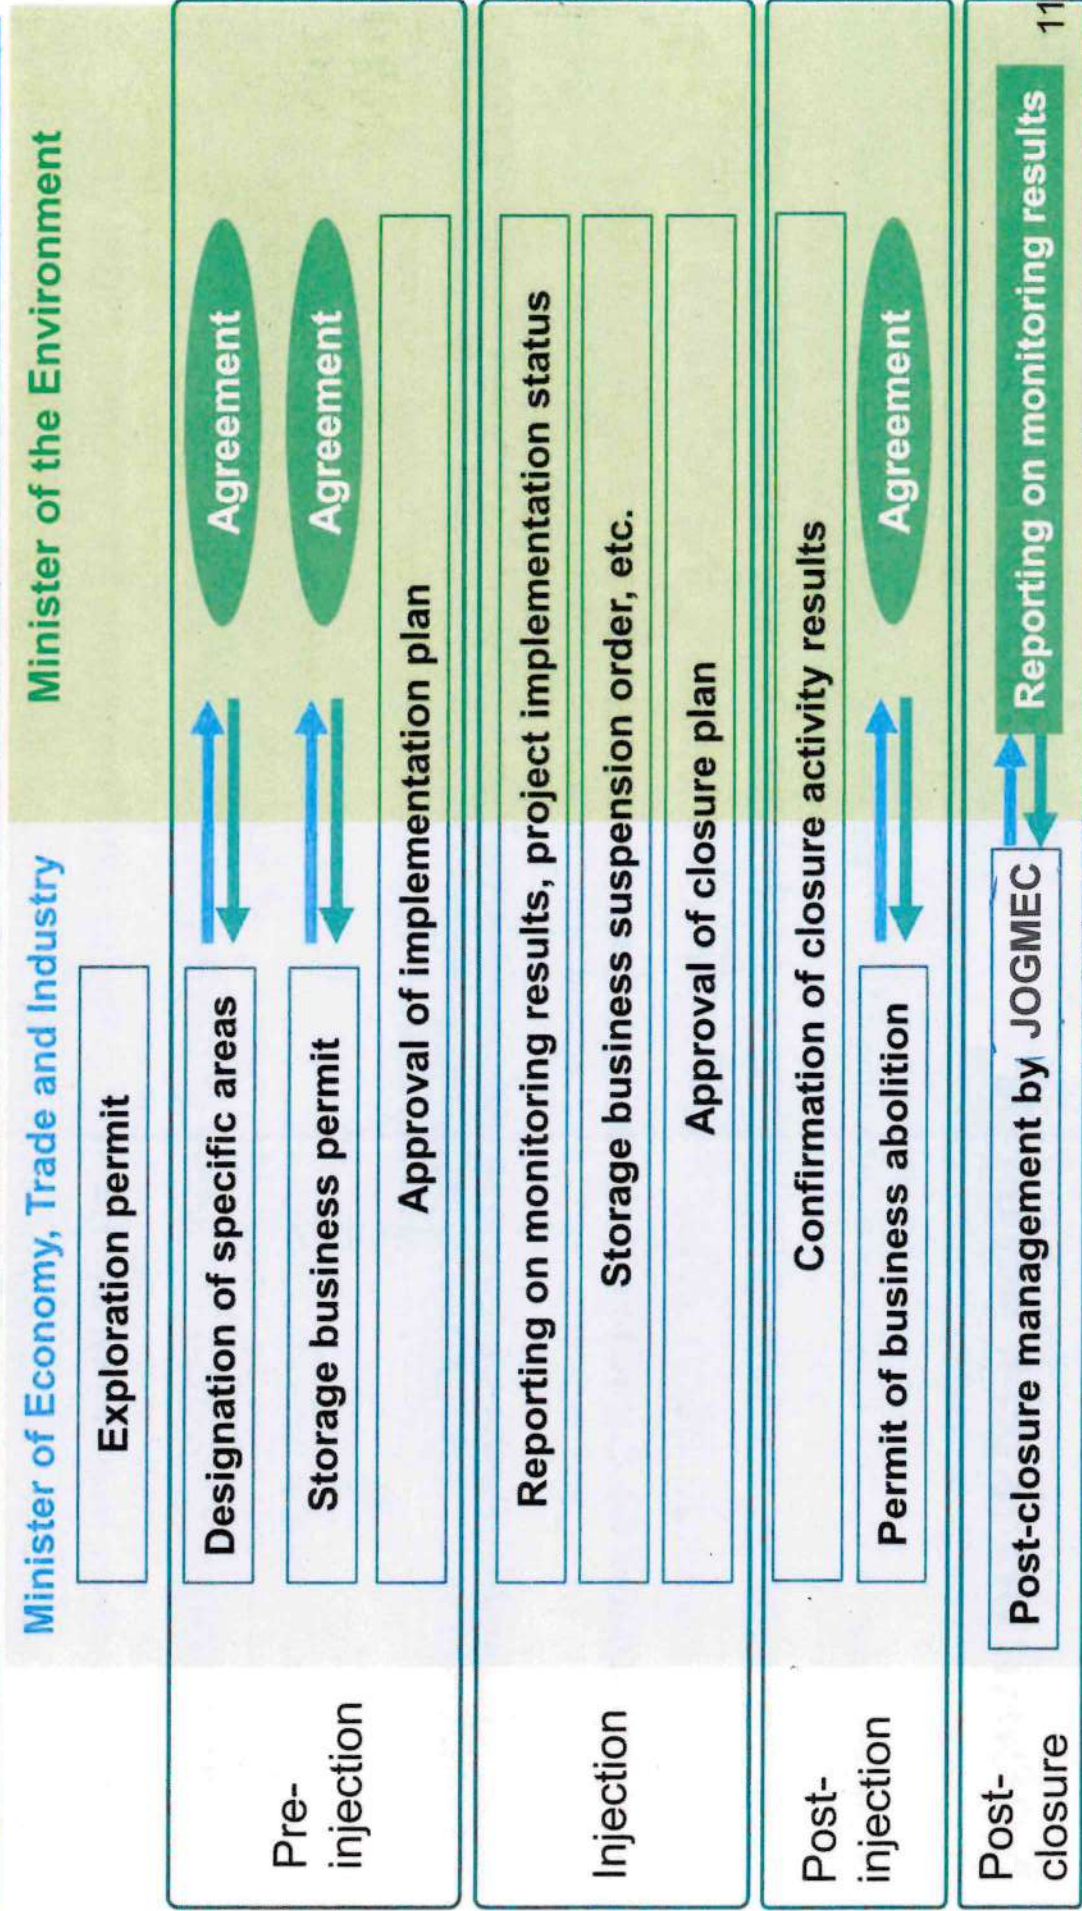 Minister of Economy, Trade and Industry
Minister of the Environment
Exploration permit
Pre-
injection
Designation of specific areas
Agreement
Storage business permit
Agreement
Approval of implementation plan
Injection
Reporting on monitoring results, project implementation status
Storage business suspension order, etc.
Approval of closure plan
Post-
injection
Confirmation of closure activity results
Permit of business abolition
Agreement
Post-
closure
Post-closure management by JOGMEC
Reporting on monitoring results
11